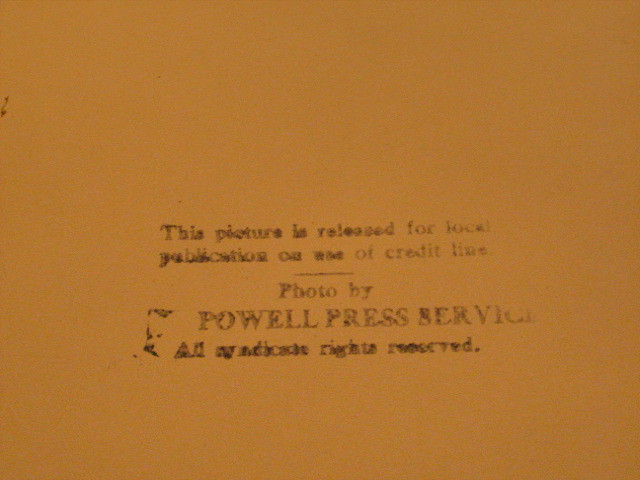 This picture is released for local
publication on use of credit line.
Photo by
POWELL PRESS SERVICE
All syndicate rights reserved.